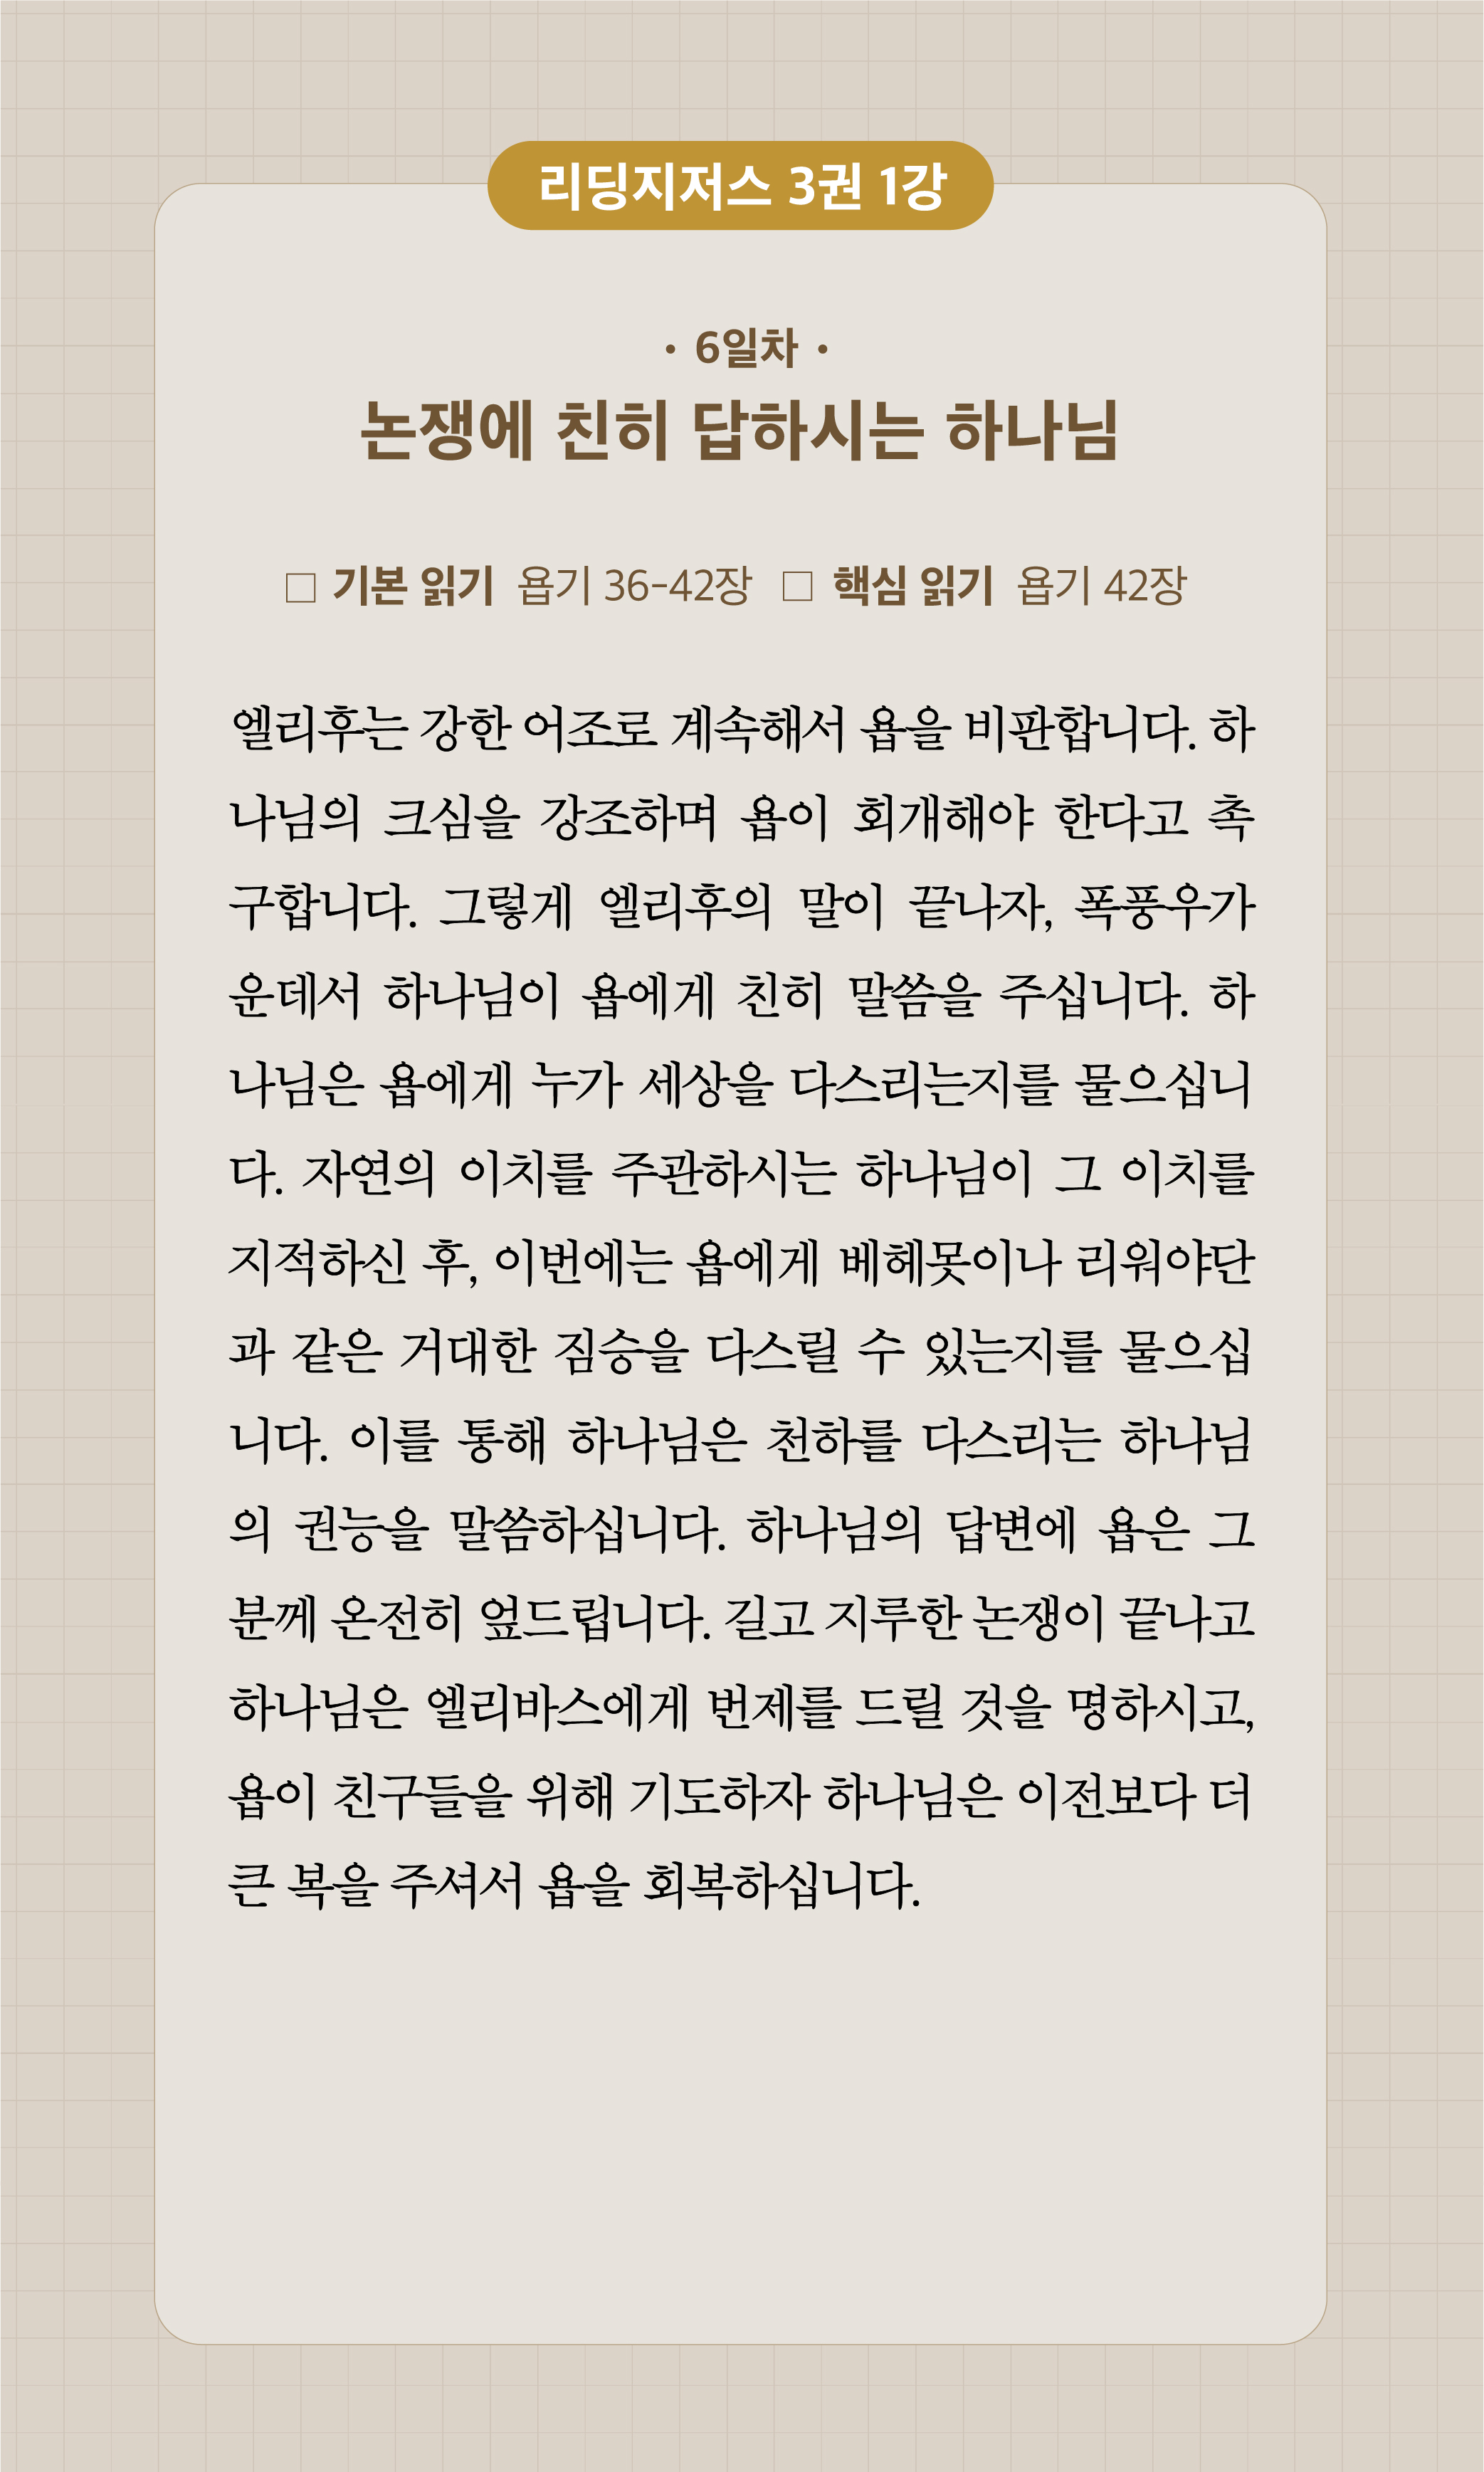 리딩지저스 3권 1강
· 6일차 ·
논쟁에 친히 답하시는 하나님
□ 기본 읽기 욥기 36-42장 □ 핵심 읽기 욥기 42장
엘리후는 강한 어조로 계속해서 욥을 비판합니다. 하
나님의 크심을 강조하며 욥이 회개해야 한다고 촉
구합니다. 그렇게 엘리후의 말이 끝나자, 폭풍우가
운데서 하나님이 욥에게 친히 말씀을 주십니다. 하
나님은 욥에게 누가 세상을 다스리는지를 물으십니
다. 자연의 이치를 주관하시는 하나님이 그 이치를
지적하신 후, 이번에는 욥에게 베헤못이나 리워야단
과 같은 거대한 짐승을 다스릴 수 있는지를 물으십
니다. 이를 통해 하나님은 천하를 다스리는 하나님
의 권능을 말씀하십니다. 하나님의 답변에 욥은 그
분께 온전히 엎드립니다. 길고 지루한 논쟁이 끝나고
하나님은 엘리바스에게 번제를 드릴 것을 명하시고,
욥이 친구들을 위해 기도하자 하나님은 이전보다 더
큰 복을 주셔서 욥을 회복하십니다.